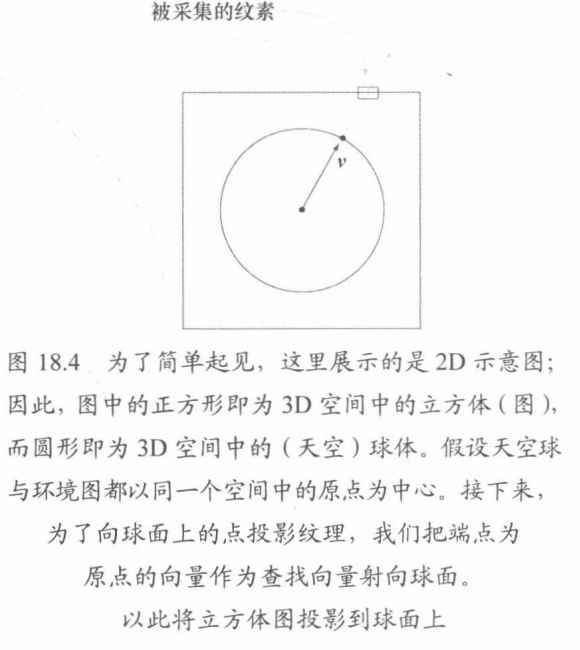 被采集的纹素
v
图 18.4 为了简单起见，这里展示的是 2D 示意图；
因此，图中的正方形即为 3D 空间中的立方体（图），
而圆形即为 3D 空间中的（天空）球体。假设天空球
与环境图都以同一个空间中的原点为中心。接下来，
为了向球面上的点投影纹理，我们把端点为
原点的向量作为查找向量射向球面。
以此将立方体图投影到球面上